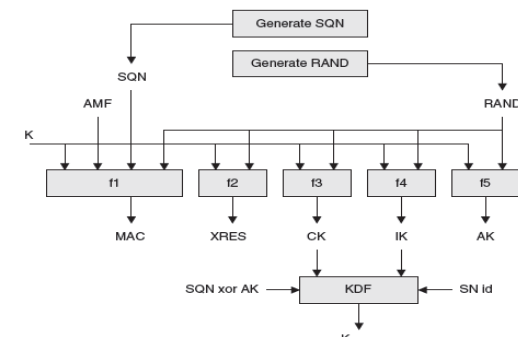 Generate SQN
Generate RAND
SQN
AMF
RAND
K
f1 f2 f3 f4 f5
MAC XRES CK IK AK
SQN xor AK KDF SN id